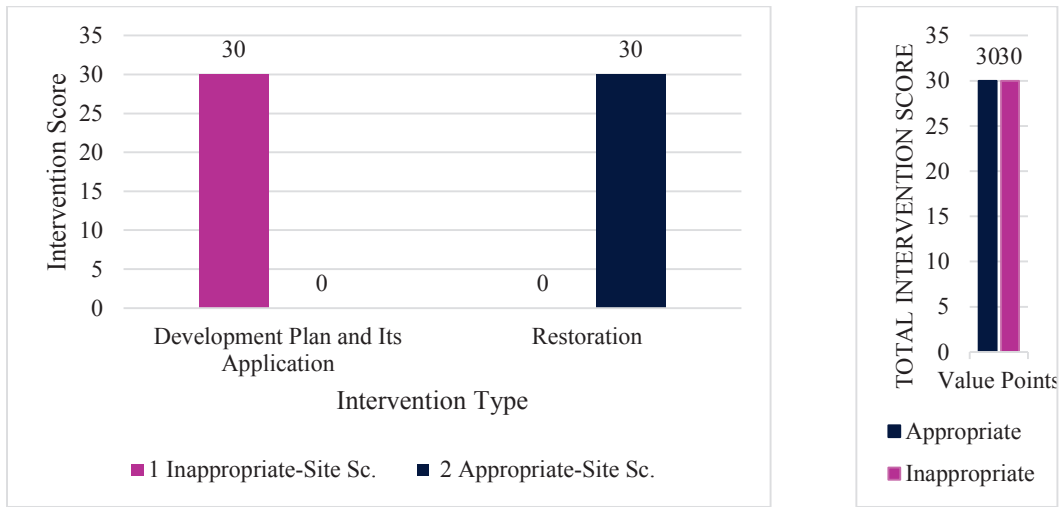 35
30
25
20
15
10
5
0
Intervention Score
30
0
0
30
Development Plan and Its
Application
Restoration
Intervention Type
1 Inappropriate-Site Sc.
2 Appropriate-Site Sc.
35
30
25
20
15
10
5
0
TOTAL INTERVENTION SCORE
30 30
Value Points
Appropriate
Inappropriate